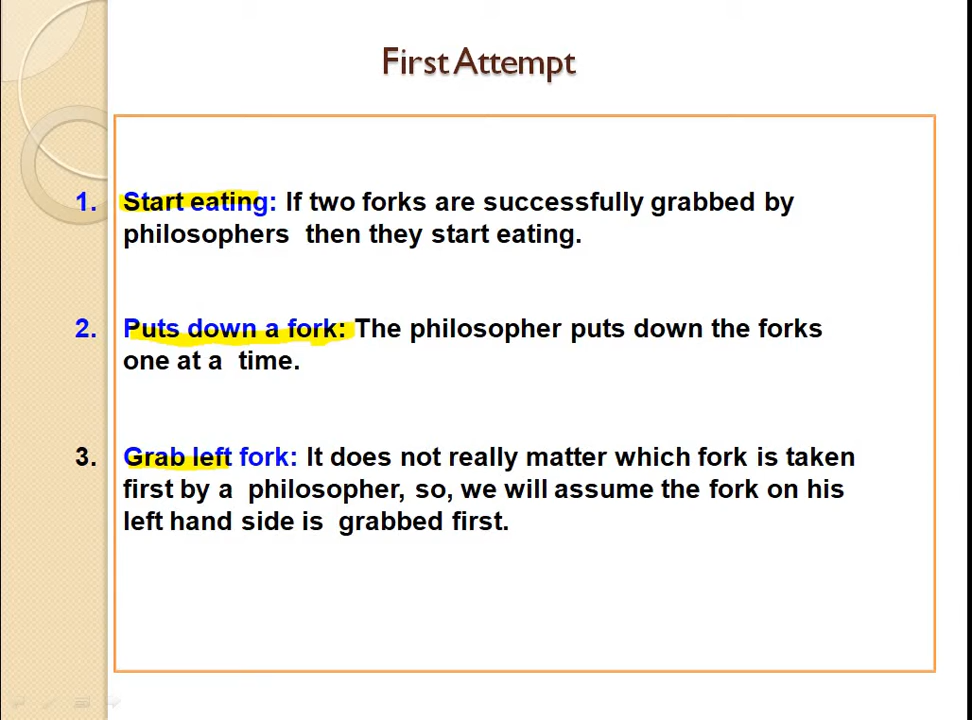 First Attempt
1. Start eating: If two forks are successfully grabbed by
philosophers then they start eating.
2. Puts down a fork: The philosopher puts down the forks
one at a time.
3. Grab left fork: It does not really matter which fork is taken
first by a philosopher, so, we will assume the fork on his
left hand side is grabbed first.